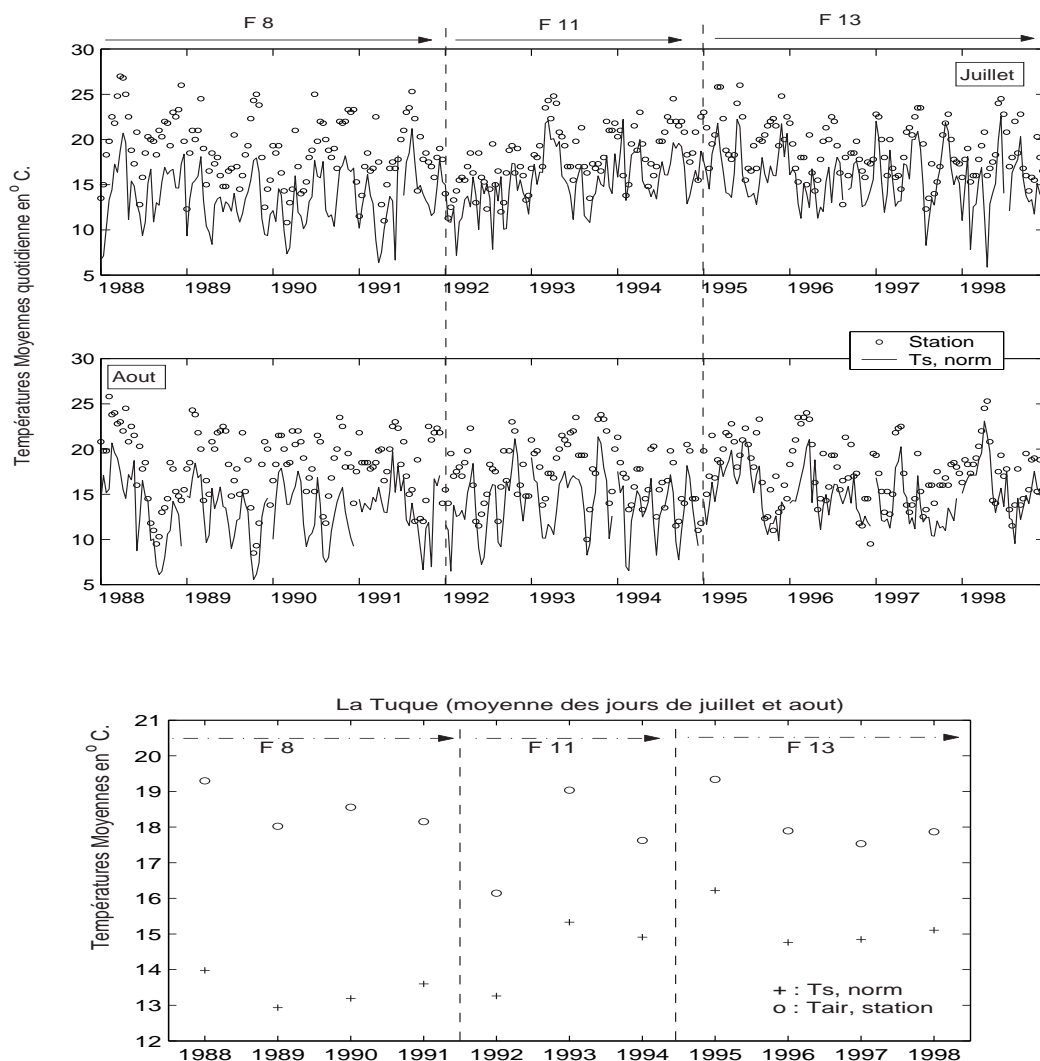 F 8
F 11
F 13
30
25
20
15
10
5
Juillet
1988 1989 1990 1991 1992 1993 1994 1995 1996 1997 1998
Températures Moyennes quotidienne en° C.
Station
Ts, norm
30
25
20
15
10
5
Aout
1988 1989 1990 1991 1992 1993 1994 1995 1996 1997 1998
La Tuque (moyenne des jours de juillet et aout)
F 8
F 11
F 13
21
20
19
18
17
16
15
14
13
12
Températures Moyennes en° C.
+ : Ts, norm
o : Tair, station
1988 1989 1990 1991 1992 1993 1994 1995 1996 1997 1998